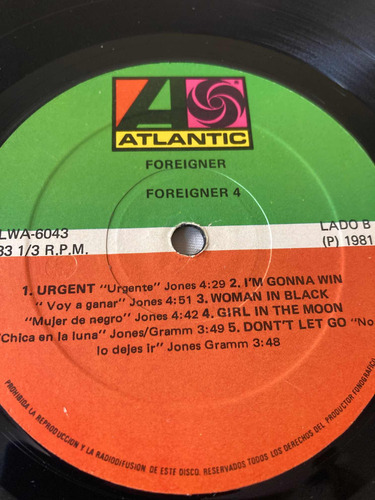 ATLANTIC
FOREIGNER
FOREIGNER 4
LWA-6043
33 1/3 R.P.M.
LADO B
(P) 1981
1. URGENT "Urgente" Jones 4:29 2. I'M GONNA WIN
" Voy a ganar" Jones 4:51 3. WOMAN IN BLACK
"Mujer de negro" Jones 4:42 4. GIRL IN THE MOON
"Chica en la luna" Jones/Gramm 3:49 5. DONT'T LET GO "No
lo dejes ir" Jones Gramm 3:48
PROHIBIDA LA REPRODUCCION Y LA RADIODIFUSION DE ESTE DISCO. RESERVADOS TODOS LOS DERECHOS DEL PRODUCTOR FONOGRAFICO